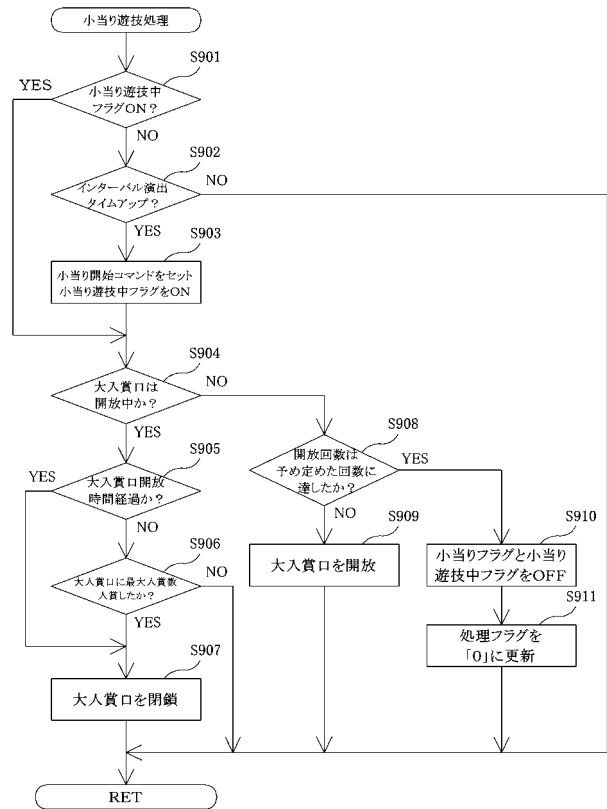 小当り遊技処理
S901
YES
小当り遊技中
フラグON？
NO
S902
インターバル演出
タイムアップ？
NO
YES
S903
小当り開始コマンドをセット
小当り遊技中フラグをON
S904
大入賞口は
開放中か？
NO
YES
S905
YES
大入賞口開放
時間経過か？
NO
S906
大入賞口に最大入賞数
入賞したか？
NO
YES
S907
大入賞口を閉鎖
S908
開放回数は
予め定めた回数に
達したか？
YES
NO
S909
大入賞口を開放
S910
小当りフラグと小当り
遊技中フラグをOFF
S911
処理フラグを
「0」に更新
RET